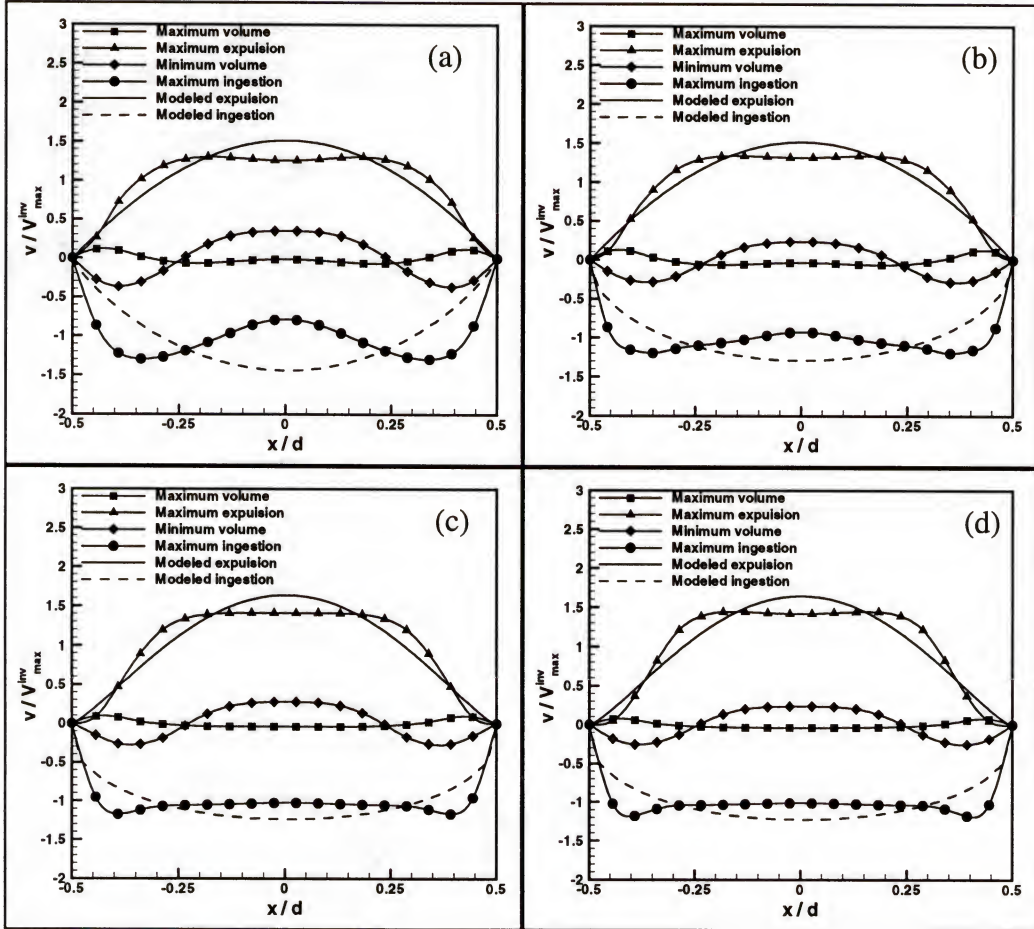 3
2.5
2
1.5
1
0.5
0
-0.5
-1
-1.5
-2
v / V^inv_max
Maximum volume
Maximum expulsion
Minimum volume
Maximum ingestion
Modeled expulsion
Modeled ingestion
(a)
-0.5
-0.25
0
0.25
0.5
x / d
3
2.5
2
1.5
1
0.5
0
-0.5
-1
-1.5
-2
v / V^inv_max
Maximum volume
Maximum expulsion
Minimum volume
Maximum ingestion
Modeled expulsion
Modeled ingestion
(b)
-0.5
-0.25
0
0.25
0.5
x / d
3
2.5
2
1.5
1
0.5
0
-0.5
-1
-1.5
-2
v / V^inv_max
Maximum volume
Maximum expulsion
Minimum volume
Maximum ingestion
Modeled expulsion
Modeled ingestion
(c)
-0.5
-0.25
0
0.25
0.5
x / d
3
2.5
2
1.5
1
0.5
0
-0.5
-1
-1.5
-2
v / V^inv_max
Maximum volume
Maximum expulsion
Minimum volume
Maximum ingestion
Modeled expulsion
Modeled ingestion
(d)
-0.5
-0.25
0
0.25
0.5
x / d